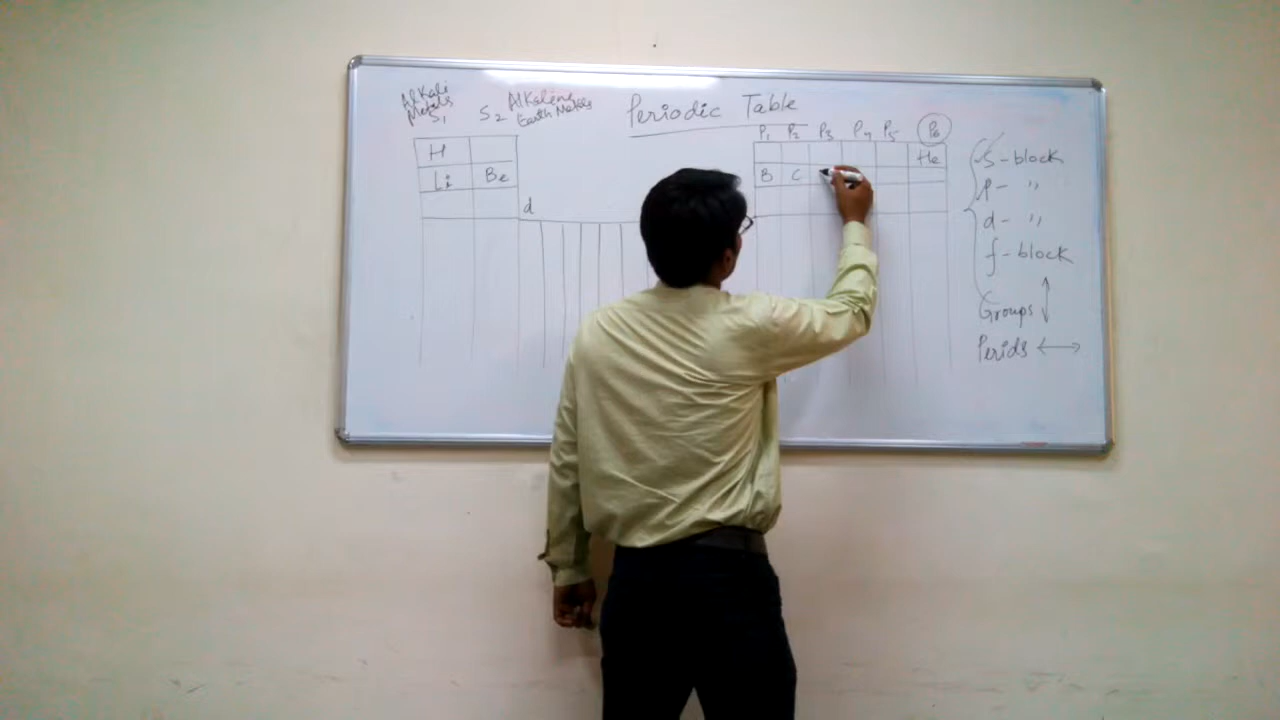 Alkali
Metals
S1
S2
Alkaline
Earth Metals
Periodic Table
P1 P2 P3 P4 P5 P6
H
He
Li Be
B C
d
S-block
p- "
d- "
f-block
Groups
Perids